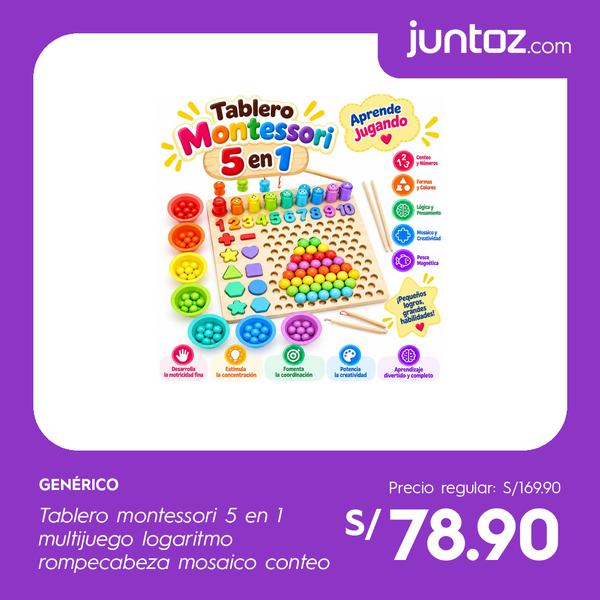 juntoz.com
Tablero
Montessori
5 en 1
Aprende
jugando
1 2 3
Conteo
y Números
Formas
y Colores
Lógica y
Pensamiento
Mosaico y
Creatividad
Pesca
Magnética
1 2 3 4 5 6 7 8 9 10
¡Pequeños
logros,
grandes
habilidades!
Desarrolla
la motricidad fina
Estimula
la concentración
Fomenta
la coordinación
Potencia
la creatividad
Aprendizaje
divertido y completo
GENÉRICO
Tablero montessori 5 en 1
multijuego logaritmo
rompecabeza mosaico conteo
Precio regular: S/169.90
S/78.90